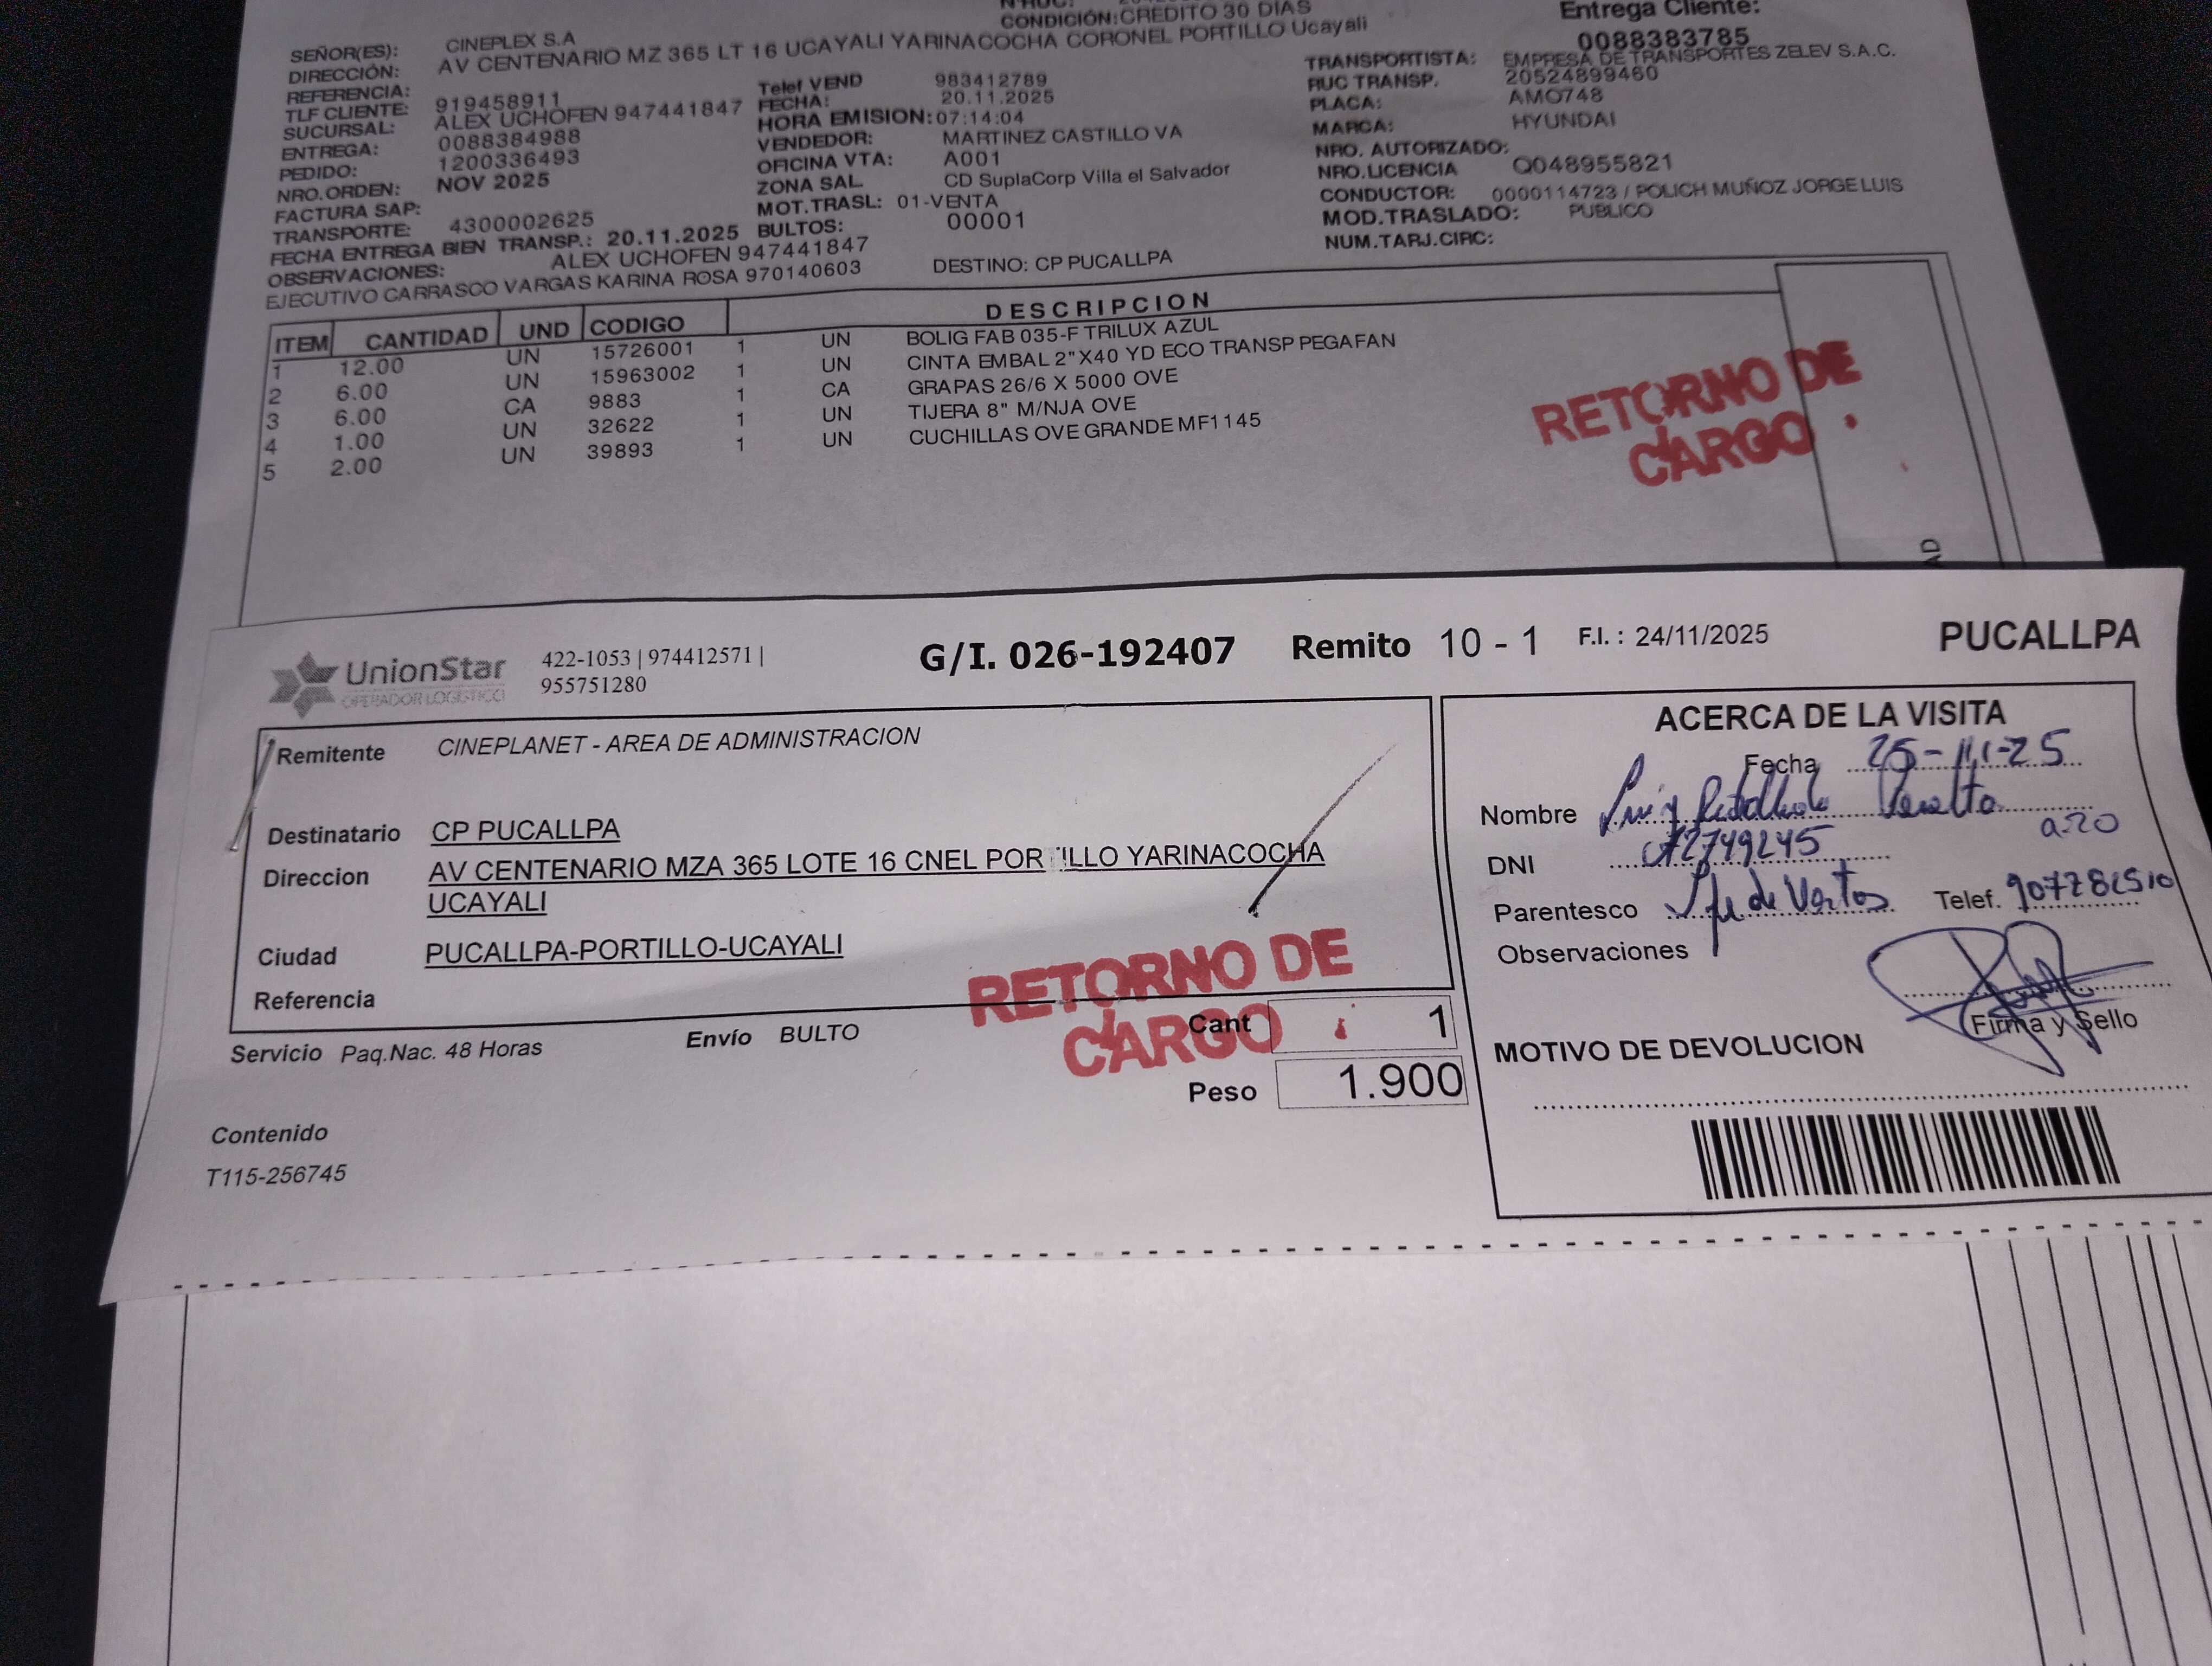 CONDICIÓN: CREDITO 30 DIAS
Entrega Cliente:
0088383785
SEÑOR(ES): CINEPLEX S.A
DIRECCIÓN: AV CENTENARIO MZ 365 LT 16 UCAYALI YARINACOCHA CORONEL PORTILLO Ucayali
REFERENCIA:
TLF CLIENTE: 919458911
SUCURSAL: ALEX UCHOFEN 947441847
ENTREGA: 0088384988
PEDIDO: 1200336493
NRO.ORDEN: NOV 2025
FACTURA SAP:
TRANSPORTE: 4300002625
FECHA ENTREGA BIEN TRANSP.: 20.11.2025
OBSERVACIONES: ALEX UCHOFEN 947441847
EJECUTIVO CARRASCO VARGAS KARINA ROSA 970140603
Telef VEND 983412789
FECHA: 20.11.2025
HORA EMISION: 07:14:04
VENDEDOR: MARTINEZ CASTILLO VA
OFICINA VTA: A001
ZONA SAL. CD SuplaCorp Villa el Salvador
MOT.TRASL: 01-VENTA
BULTOS: 00001
DESTINO: CP PUCALLPA
TRANSPORTISTA: EMPRESA DE TRANSPORTES ZELEV S.A.C.
RUC TRANSP. 20524899460
PLACA: AMO748
MARCA: HYUNDAI
NRO. AUTORIZADO:
NRO.LICENCIA Q048955821
CONDUCTOR: 0000114723 / POLICH MUÑOZ JORGE LUIS
MOD.TRASLADO: PUBLICO
NUM.TARJ.CIRC:
ITEM CANTIDAD UND CODIGO DESCRIPCION
1 12.00 UN 15726001 1 UN BOLIG FAB 035-F TRILUX AZUL
2 6.00 UN 15963002 1 UN CINTA EMBAL 2"X40 YD ECO TRANSP PEGAFAN
3 6.00 CA 9883 1 CA GRAPAS 26/6 X 5000 OVE
4 1.00 UN 32622 1 UN TIJERA 8" M/NJA OVE
5 2.00 UN 39893 1 UN CUCHILLAS OVE GRANDE MF1145
RETORNO DE
CARGO
UnionStar
OPERADOR LOGISTICO
422-1053 | 974412571 |
955751280
G/I. 026-192407 Remito 10 - 1 F.I. : 24/11/2025 PUCALLPA
Remitente CINEPLANET - AREA DE ADMINISTRACION
Destinatario CP PUCALLPA
Direccion AV CENTENARIO MZA 365 LOTE 16 CNEL PORTILLO YARINACOCHA
UCAYALI
Ciudad PUCALLPA-PORTILLO-UCAYALI
Referencia
Servicio Paq.Nac. 48 Horas
Envío BULTO
Cant 1
Peso 1.900
RETORNO DE
CARGO
Contenido
T115-256745
ACERCA DE LA VISITA
Fecha 25-11-25
Nombre
DNI
Parentesco Jefe de Ventas
Telef.
Observaciones
Firma y Sello
MOTIVO DE DEVOLUCION